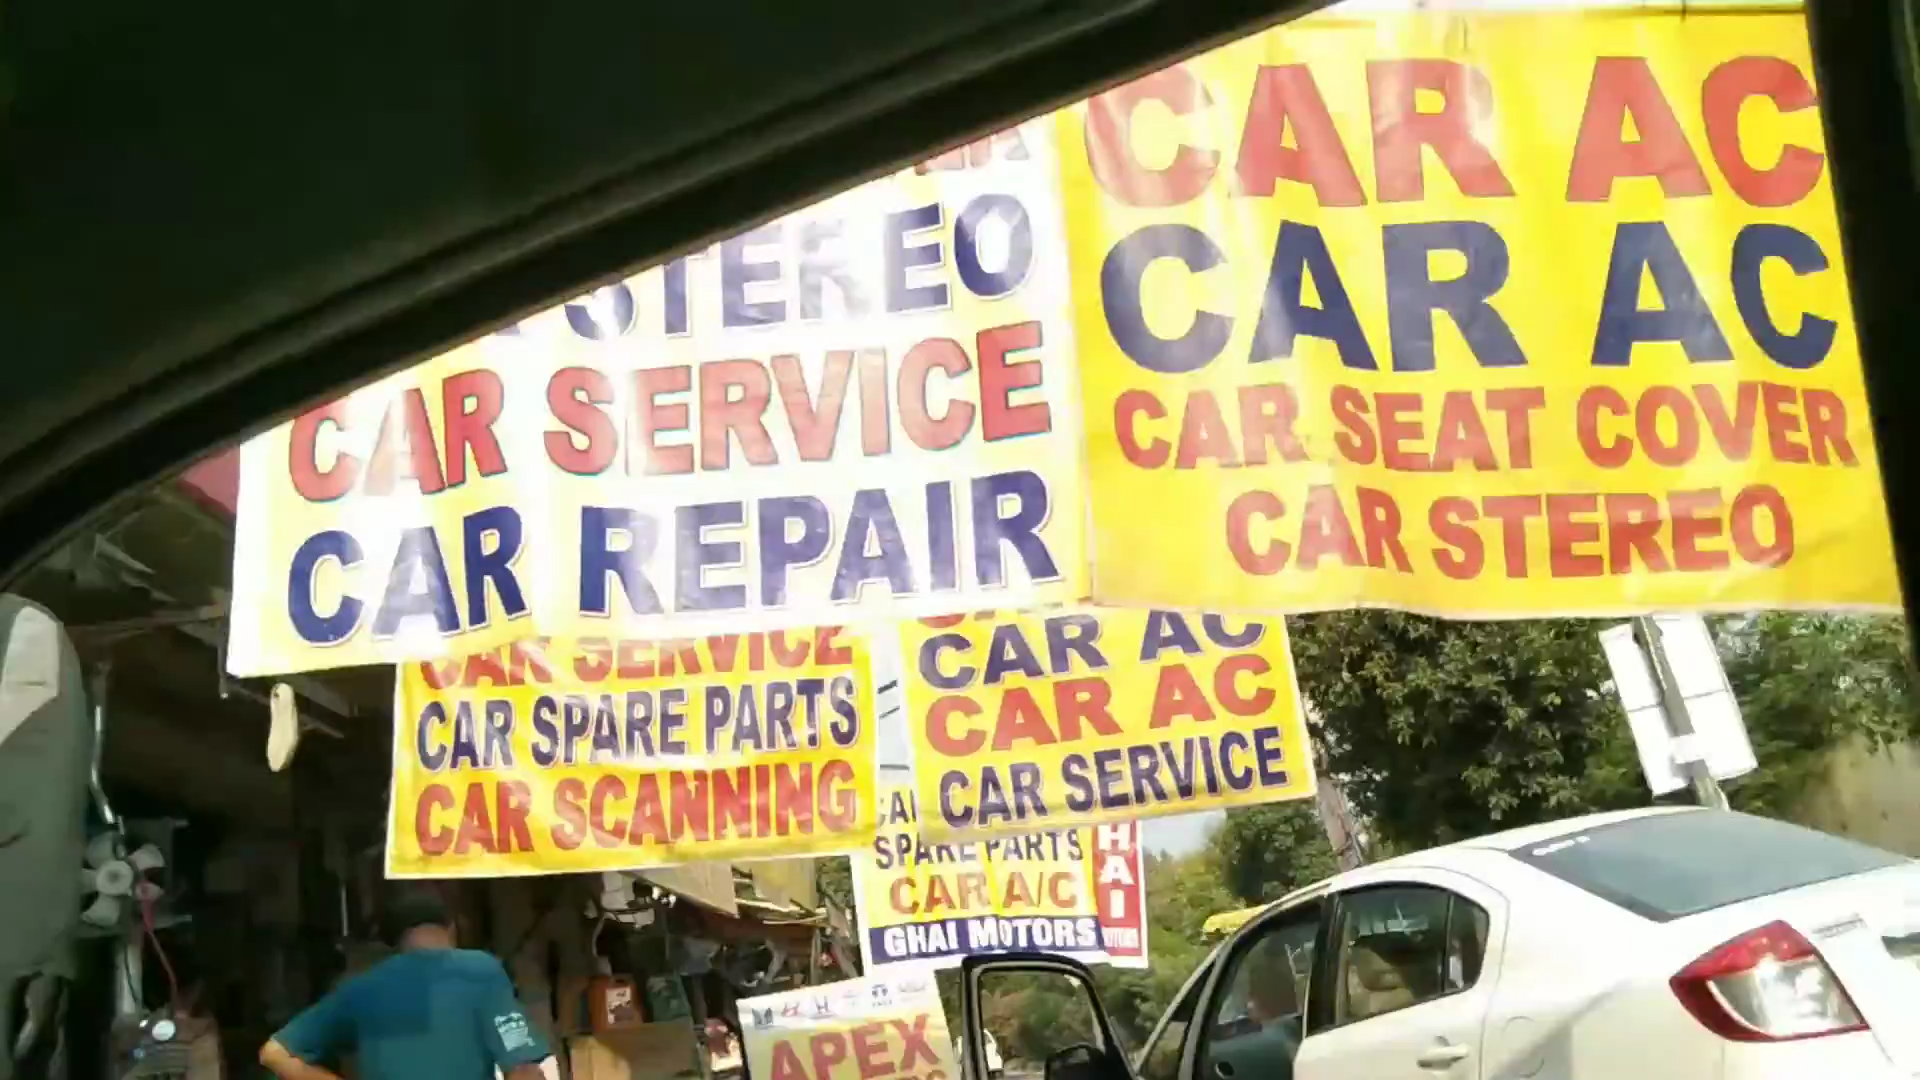 STEREO
CAR SERVICE
CAR REPAIR
CAR AC
CAR AC
CAR SEAT COVER
CAR STEREO
CAR SERVICE
CAR SPARE PARTS
CAR SCANNING
CAR AC
CAR AC
CAR SERVICE
SPARE PARTS
CAR A/C
GHAI MOTORS
HAI
APEX